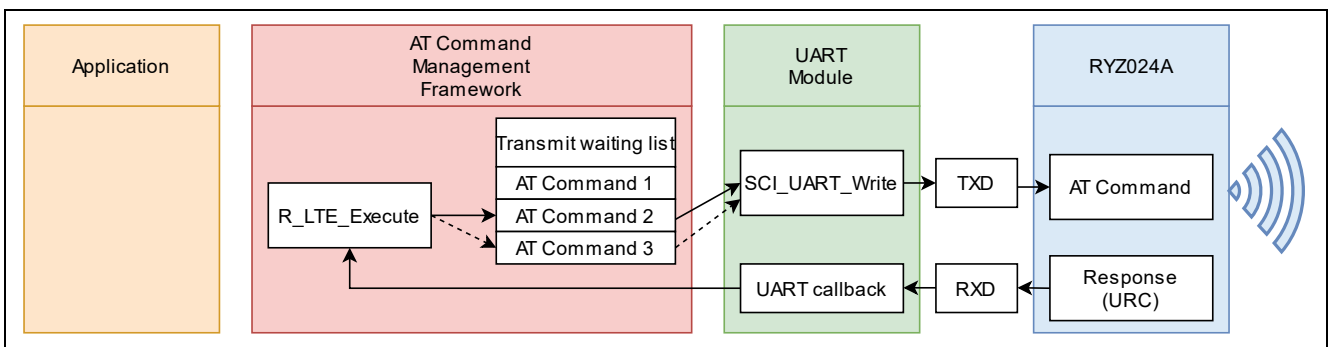 Application
AT Command
Management
Framework
UART
Module
RYZ024A
Transmit waiting list
AT Command 1
AT Command 2
AT Command 3
R_LTE_Execute
SCI_UART_Write
TXD
AT Command
UART callback
RXD
Response
(URC)